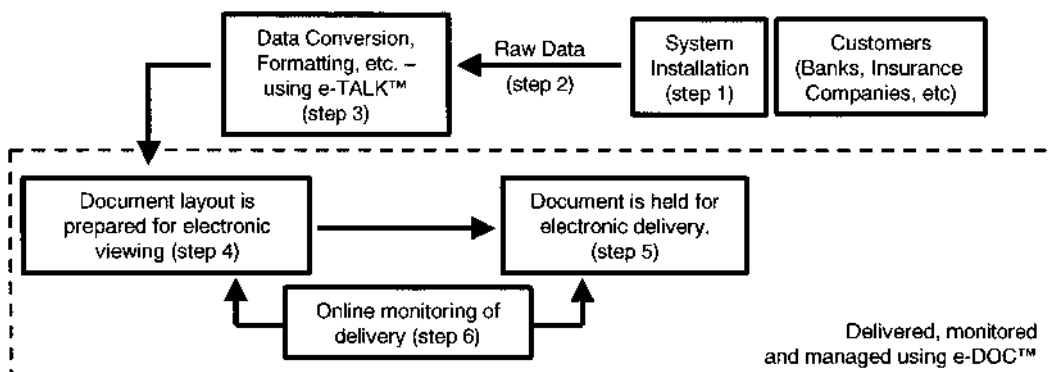 Data Conversion,
Formatting, etc. –
using e-TALK™
(step 3)
Raw Data
(step 2)
System
Installation
(step 1)
Customers
(Banks, Insurance
Companies, etc)
Document layout is
prepared for electronic
viewing (step 4)
Document is held for
electronic delivery.
(step 5)
Online monitoring of
delivery (step 6)
Delivered, monitored
and managed using e-DOC™